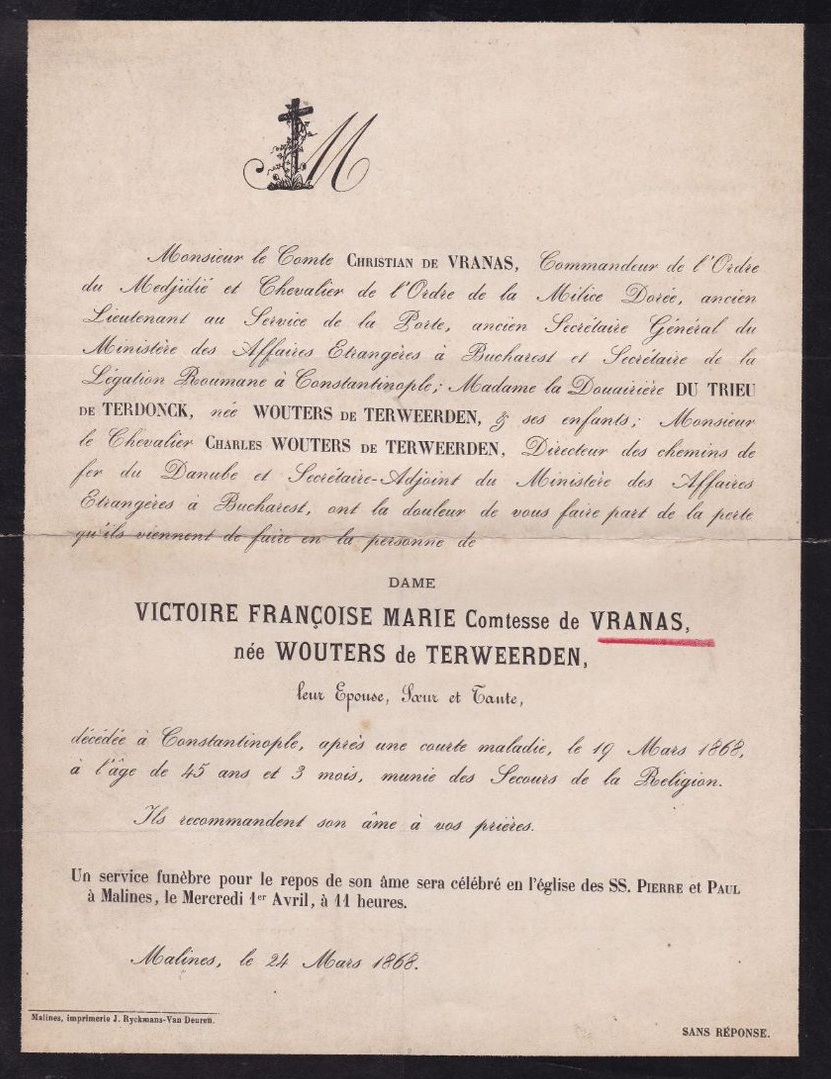 M
Monsieur le Comte CHRISTIAN DE VRANAS, Commandeur de l'Ordre
du Medjidié et Chevalier de l'Ordre de la Milice Dorée, ancien
Lieutenant au Service de la Porte, ancien Secrétaire Général du
Ministère des Affaires Etrangères à Bucharest et Secrétaire de la
Légation Roumane à Constantinople; Madame la Douairière DU TRIEU
DE TERDONCK, née WOUTERS DE TERWEERDEN, & ses enfants; Monsieur
le Chevalier CHARLES WOUTERS DE TERWEERDEN, Directeur des chemins de
fer du Danube et Secrétaire-Adjoint du Ministère des Affaires
Etrangères à Bucharest, ont la douleur de vous faire part de la perte
qu'ils viennent de faire en la personne de
DAME
VICTOIRE FRANÇOISE MARIE Comtesse de VRANAS,
née WOUTERS de TERWEERDEN,
leur Epouse, Sœur et Tante,
décédée à Constantinople, après une courte maladie, le 19 Mars 1868,
à l'âge de 45 ans et 3 mois, munie des Secours de la Religion.
Ils recommandent son âme à vos prières.
Un service funèbre pour le repos de son âme sera célébré en l'église des SS. PIERRE et PAUL
à Malines, le Mercredi 1er Avril, à 11 heures.
Malines, le 24 Mars 1868.
Malines, imprimerie J. Ryckmans-Van Deuren.
SANS RÉPONSE.